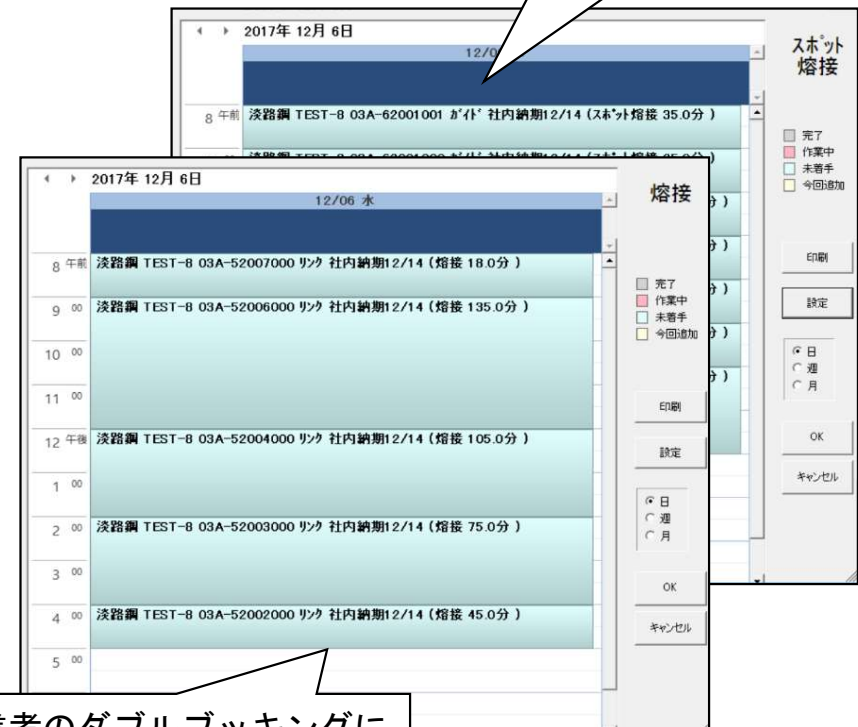 2017年 12月 6日
スポット
熔接
8 午前
淡路鋼 TEST-8 03A-62001001 ガイド 社内納期12/14 (スポット熔接 35.0分 )
完了
作業中
未着手
今回追加
印刷
設定
日
週
月
OK
キャンセル
2017年 12月 6日
12/06 水
熔接
8 午前
淡路鋼 TEST-8 03A-52007000 リンク 社内納期12/14 (熔接 18.0分 )
9 00
淡路鋼 TEST-8 03A-52006000 リンク 社内納期12/14 (熔接 135.0分 )
10 00
11 00
12 午後
淡路鋼 TEST-8 03A-52004000 リンク 社内納期12/14 (熔接 105.0分 )
1 00
2 00
淡路鋼 TEST-8 03A-52003000 リンク 社内納期12/14 (熔接 75.0分 )
3 00
4 00
淡路鋼 TEST-8 03A-52002000 リンク 社内納期12/14 (熔接 45.0分 )
5 00
完了
作業中
未着手
今回追加
印刷
設定
日
週
月
OK
キャンセル
者のダブルブッキングに